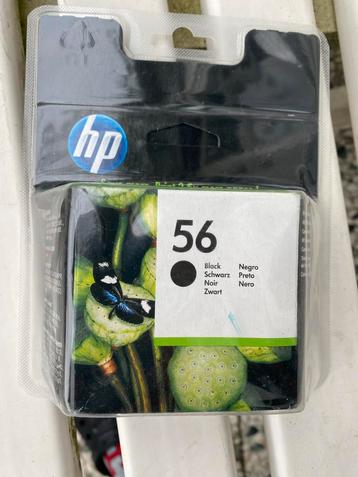 hp
56
Black Negro
Schwarz Preto
Noir Nero
Zwart